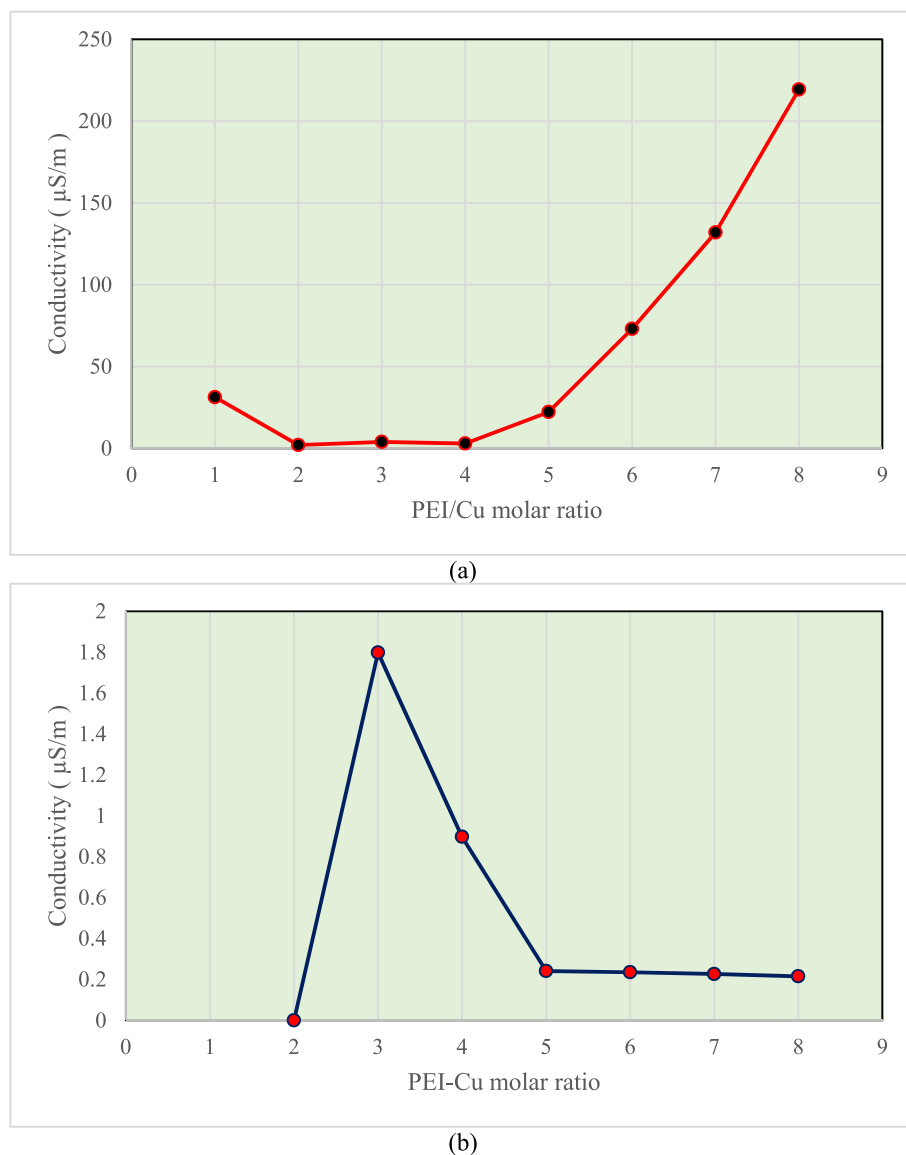 250
200
150
100
50
0
Conductivity ( µS/m )
0 1 2 3 4 5 6 7 8 9
PEI/Cu molar ratio
(a)
2
1.8
1.6
1.4
1.2
1
0.8
0.6
0.4
0.2
0
Conductivity ( µS/m )
0 1 2 3 4 5 6 7 8 9
PEI-Cu molar ratio
(b)